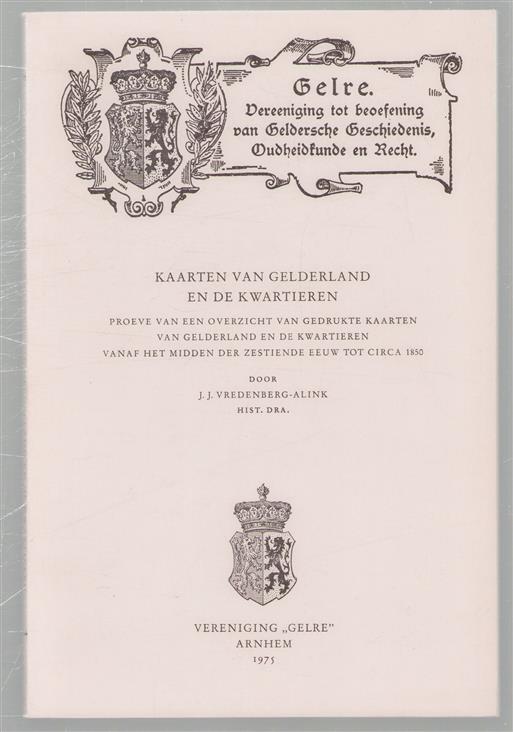 Gelre.
Vereeniging tot beoefening
van Geldersche Geschiedenis,
Oudheidkunde en Recht.
KAARTEN VAN GELDERLAND
EN DE KWARTIEREN
PROEVE VAN EEN OVERZICHT VAN GEDRUKTE KAARTEN
VAN GELDERLAND EN DE KWARTIEREN
VANAF HET MIDDEN DER ZESTIENDE EEUW TOT CIRCA 1850
DOOR
J. J. VREDENBERG-ALINK
HIST. DRA.
VERENIGING „GELRE”
ARNHEM
1975